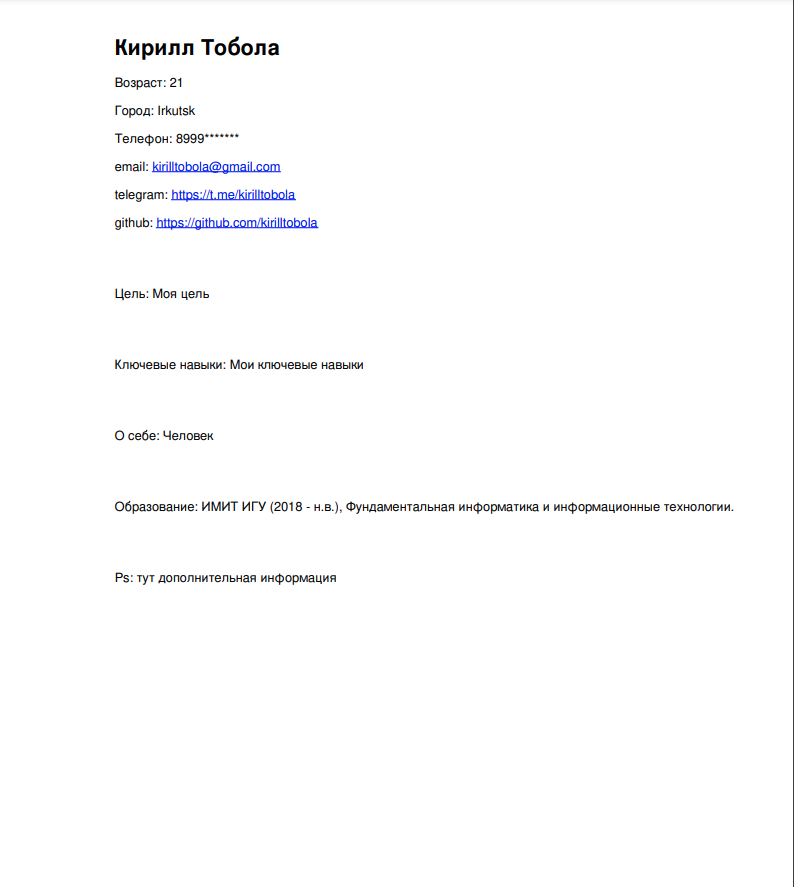 Кирилл Тобола
Возраст: 21
Город: Irkutsk
Телефон: 8999*******
email: kirilltobola@gmail.com
telegram: https://t.me/kirilltobola
github: https://github.com/kirilltobola
Цель: Моя цель
Ключевые навыки: Мои ключевые навыки
О себе: Человек
Образование: ИМИТ ИГУ (2018 - н.в.), Фундаментальная информатика и информационные технологии.
Ps: тут дополнительная информация